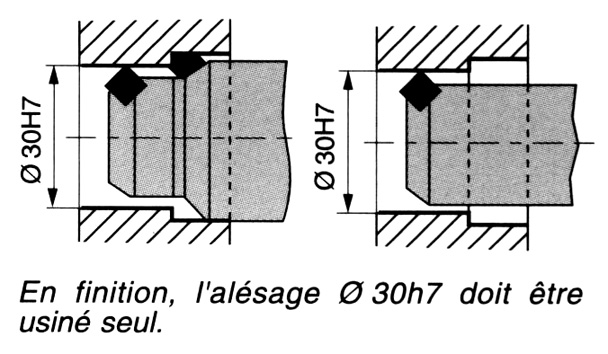 Ø 30H7
Ø 30H7
En finition, l'alésage Ø 30h7 doit être
usiné seul.